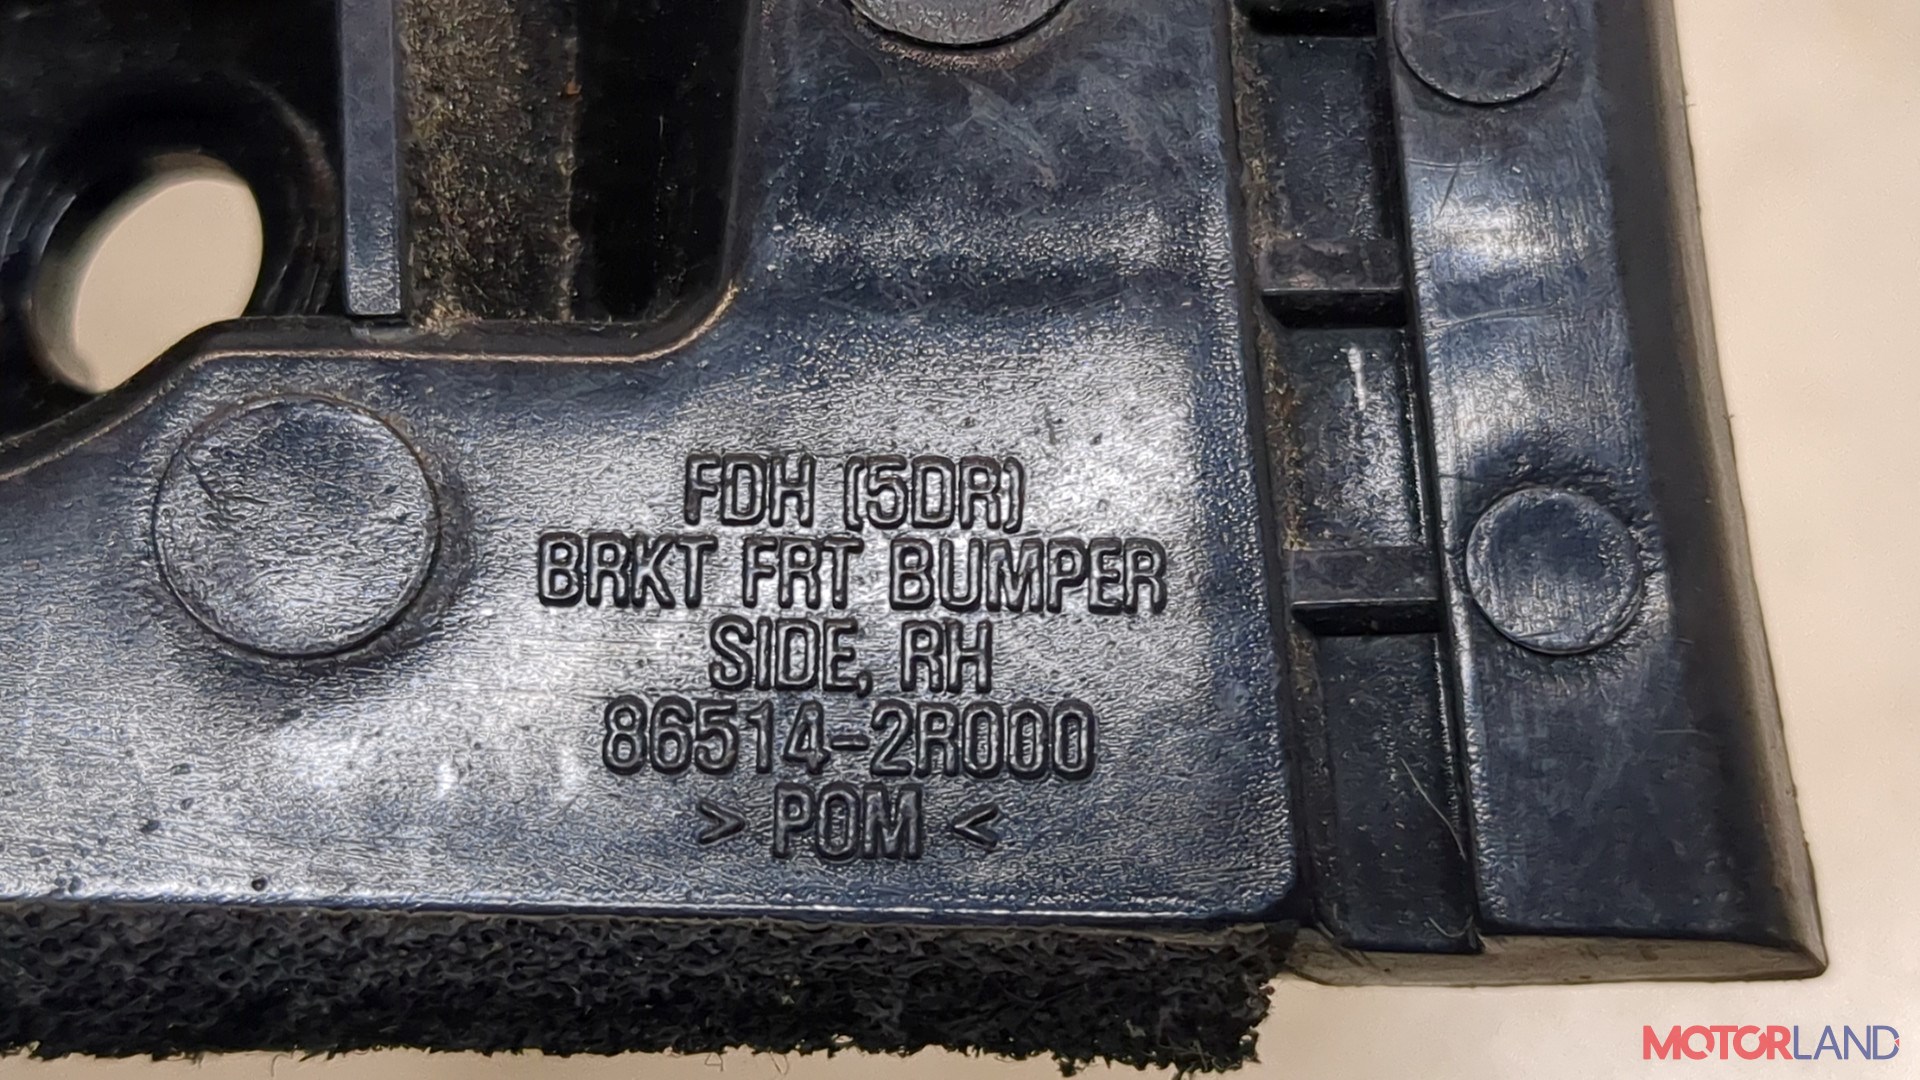 FDH (5DR)
BRKT FRT BUMPER
SIDE, RH
86514-2R000
> POM <
MOTORLAND